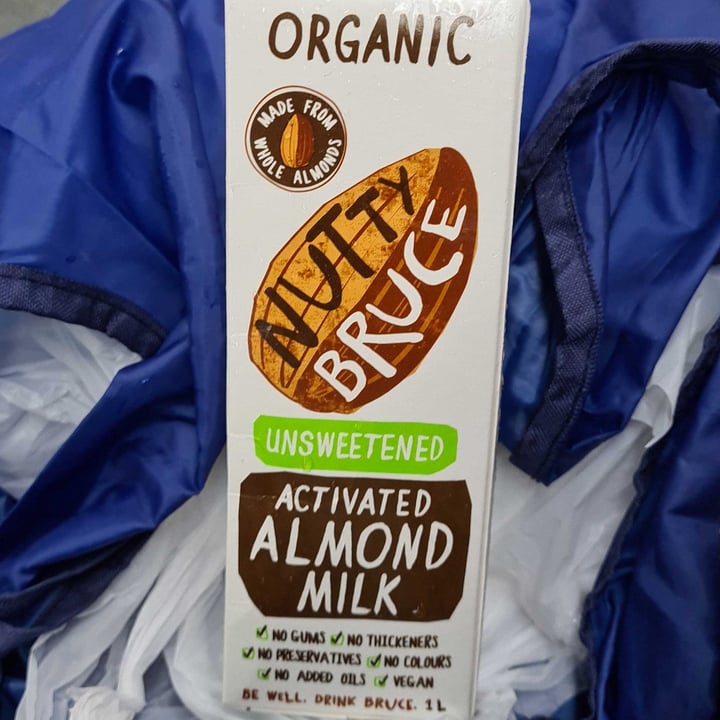 ORGANIC
MADE FROM
WHOLE ALMONDS
NUTTY
BRUCE
UNSWEETENED
ACTIVATED
ALMOND
MILK
NO GUMS NO THICKENERS
NO PRESERVATIVES NO COLOURS
NO ADDED OILS VEGAN
BE WELL. DRINK BRUCE. 1L